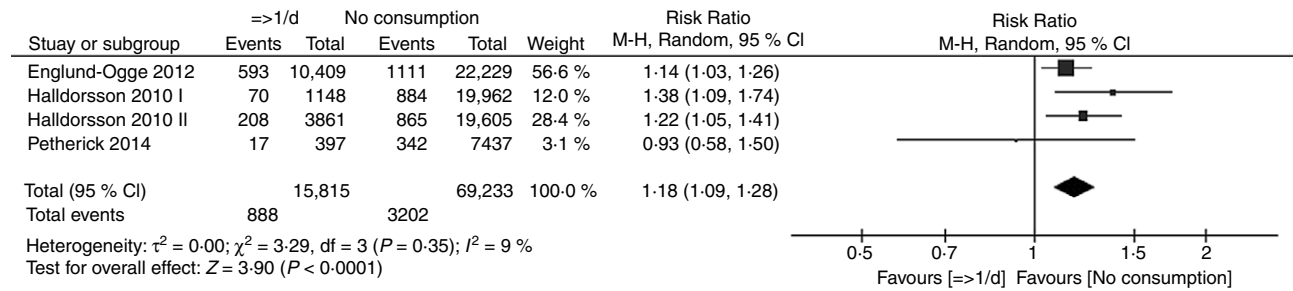 =>1/d No consumption Risk Ratio Risk Ratio
Stuay or subgroup Events Total Events Total Weight M-H, Random, 95 % CI M-H, Random, 95 % CI
Englund-Ogge 2012 593 10,409 1111 22,229 56·6 % 1·14 (1·03, 1·26)
Halldorsson 2010 I 70 1148 884 19,962 12·0 % 1·38 (1·09, 1·74)
Halldorsson 2010 II 208 3861 865 19,605 28·4 % 1·22 (1·05, 1·41)
Petherick 2014 17 397 342 7437 3·1 % 0·93 (0·58, 1·50)
Total (95 % CI) 15,815 69,233 100·0 % 1·18 (1·09, 1·28)
Total events 888 3202
Heterogeneity: τ² = 0·00; χ² = 3·29, df = 3 (P = 0·35); I² = 9 %
Test for overall effect: Z = 3·90 (P < 0·0001)
0·5 0·7 1 1·5 2
Favours [=>1/d] Favours [No consumption]